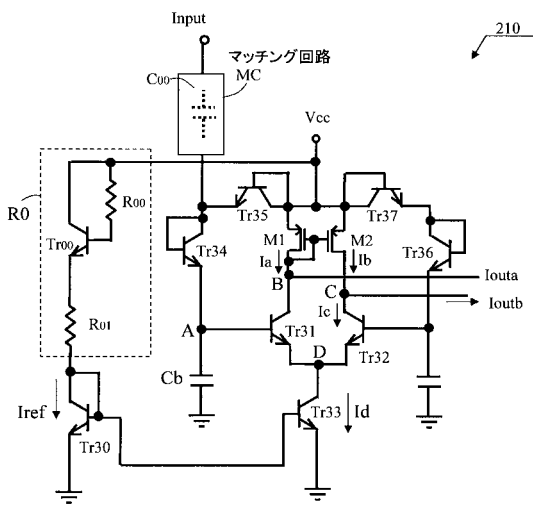 Input
210
マッチング回路
C00
MC
Vcc
R0
R00
Tr00
Tr35
Tr37
Tr34
M1
M2
Tr36
Ia
Ib
B
Iouta
R01
C
Ic
Ioutb
A
Tr31
D
Tr32
Cb
Iref
Tr33
Id
Tr30